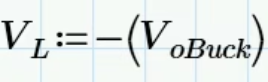 V_L := -(V_oBuck)